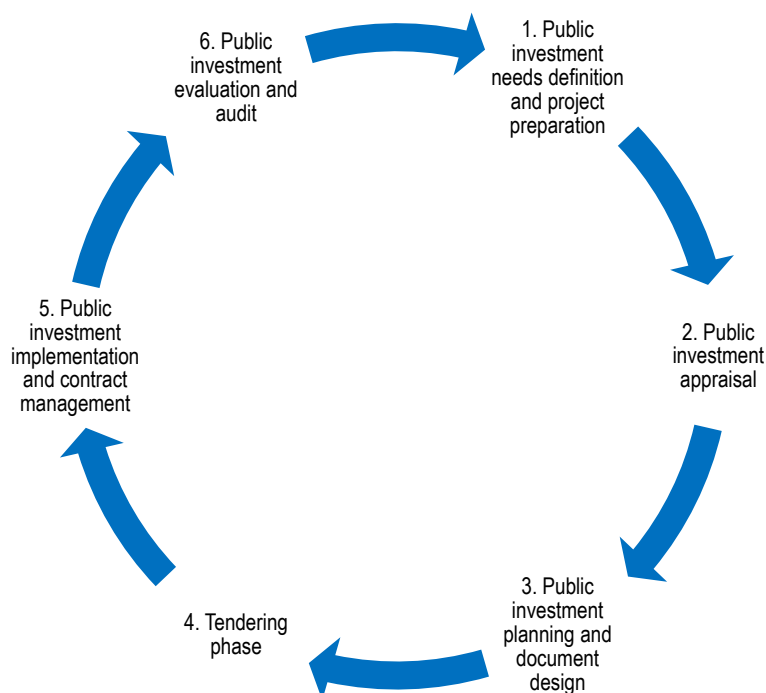 1. Public
investment
needs definition
and project
preparation
2. Public
investment
appraisal
3. Public
investment
planning and
document
design
4. Tendering
phase
5. Public
investment
implementation
and contract
management
6. Public
investment
evaluation and
audit